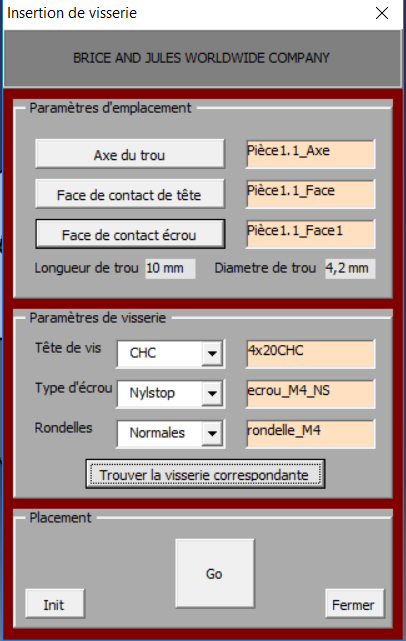 Insertion de visserie
BRICE AND JULES WORLDWIDE COMPANY
Paramètres d'emplacement
Axe du trou Pièce1.1_Axe
Face de contact de tête Pièce1.1_Face
Face de contact écrou Pièce1.1_Face1
Longueur de trou 10 mm Diametre de trou 4,2 mm
Paramètres de visserie
Tête de vis CHC 4x20CHC
Type d'écrou Nylstop ecrou_M4_NS
Rondelles Normales rondelle_M4
Trouver la visserie correspondante
Placement
Go
Init Fermer